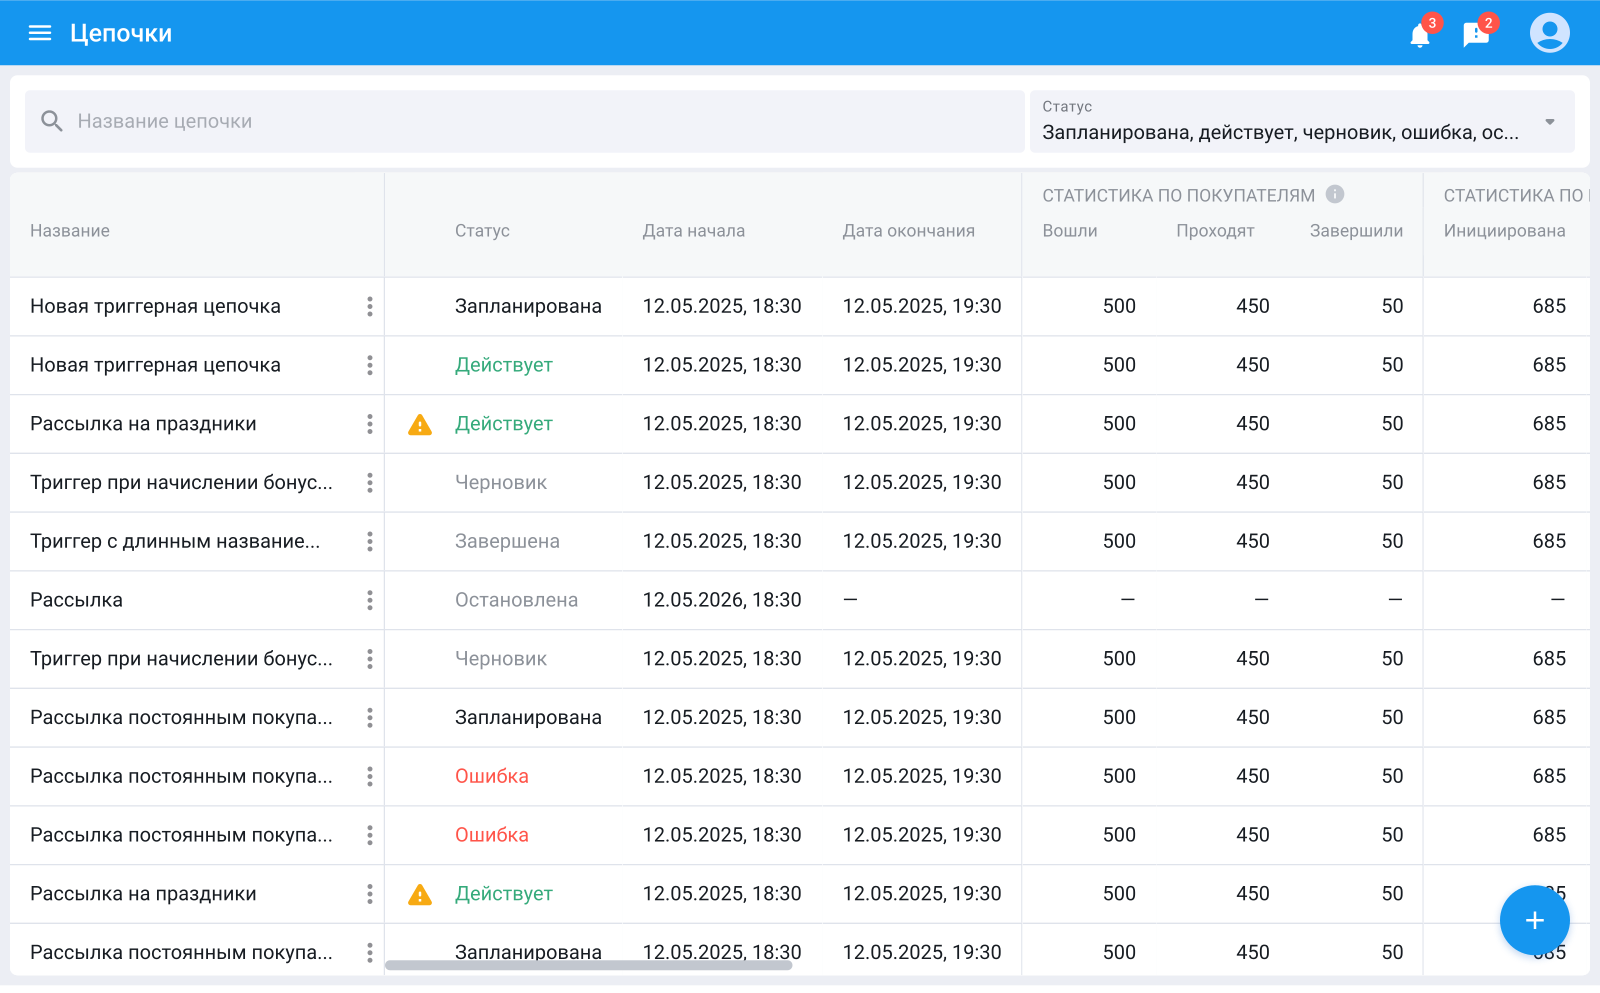 Цепочки
3
2
Название цепочки
Статус
Запланирована, действует, черновик, ошибка, ос...
СТАТИСТИКА ПО ПОКУПАТЕЛЯМ СТАТИСТИКА ПО
Название Статус Дата начала Дата окончания Вошли Проходят Завершили Инициирована
Новая триггерная цепочка Запланирована 12.05.2025, 18:30 12.05.2025, 19:30 500 450 50 685
Новая триггерная цепочка Действует 12.05.2025, 18:30 12.05.2025, 19:30 500 450 50 685
Рассылка на праздники Действует 12.05.2025, 18:30 12.05.2025, 19:30 500 450 50 685
Триггер при начислении бонус... Черновик 12.05.2025, 18:30 12.05.2025, 19:30 500 450 50 685
Триггер с длинным название... Завершена 12.05.2025, 18:30 12.05.2025, 19:30 500 450 50 685
Рассылка Остановлена 12.05.2026, 18:30 — — — — —
Триггер при начислении бонус... Черновик 12.05.2025, 18:30 12.05.2025, 19:30 500 450 50 685
Рассылка постоянным покупа... Запланирована 12.05.2025, 18:30 12.05.2025, 19:30 500 450 50 685
Рассылка постоянным покупа... Ошибка 12.05.2025, 18:30 12.05.2025, 19:30 500 450 50 685
Рассылка постоянным покупа... Ошибка 12.05.2025, 18:30 12.05.2025, 19:30 500 450 50 685
Рассылка на праздники Действует 12.05.2025, 18:30 12.05.2025, 19:30 500 450 50
Рассылка постоянным покупа... Запланирована 12.05.2025, 18:30 12.05.2025, 19:30 500 450 50